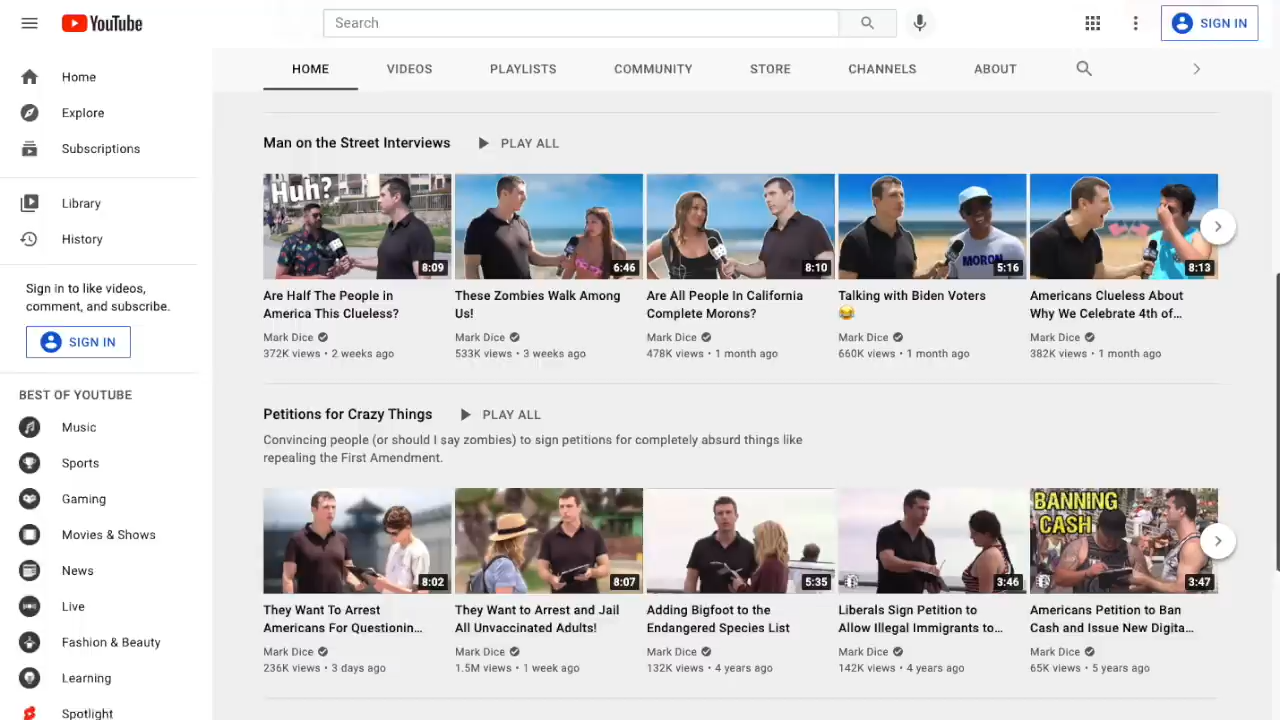 YouTube
Search
SIGN IN
HOME
VIDEOS
PLAYLISTS
COMMUNITY
STORE
CHANNELS
ABOUT
Home
Explore
Subscriptions
Library
History
Sign in to like videos,
comment, and subscribe.
SIGN IN
BEST OF YOUTUBE
Music
Sports
Gaming
Movies & Shows
News
Live
Fashion & Beauty
Learning
Spotlight
Man on the Street Interviews
PLAY ALL
Huh?
8:09
6:46
8:10
MORON
5:16
8:13
Are Half The People in
America This Clueless?
Mark Dice
372K views • 2 weeks ago
These Zombies Walk Among
Us!
Mark Dice
533K views • 3 weeks ago
Are All People In California
Complete Morons?
Mark Dice
478K views • 1 month ago
Talking with Biden Voters
😂
Mark Dice
660K views • 1 month ago
Americans Clueless About
Why We Celebrate 4th of...
Mark Dice
382K views • 1 month ago
Petitions for Crazy Things
PLAY ALL
Convincing people (or should I say zombies) to sign petitions for completely absurd things like
repealing the First Amendment.
8:02
8:07
5:35
3:46
BANNING
CASH
3:47
They Want To Arrest
Americans For Questionin...
Mark Dice
236K views • 3 days ago
They Want to Arrest and Jail
All Unvaccinated Adults!
Mark Dice
1.5M views • 1 week ago
Adding Bigfoot to the
Endangered Species List
Mark Dice
132K views • 4 years ago
Liberals Sign Petition to
Allow Illegal Immigrants to...
Mark Dice
142K views • 4 years ago
Americans Petition to Ban
Cash and Issue New Digita...
Mark Dice
65K views • 5 years ago